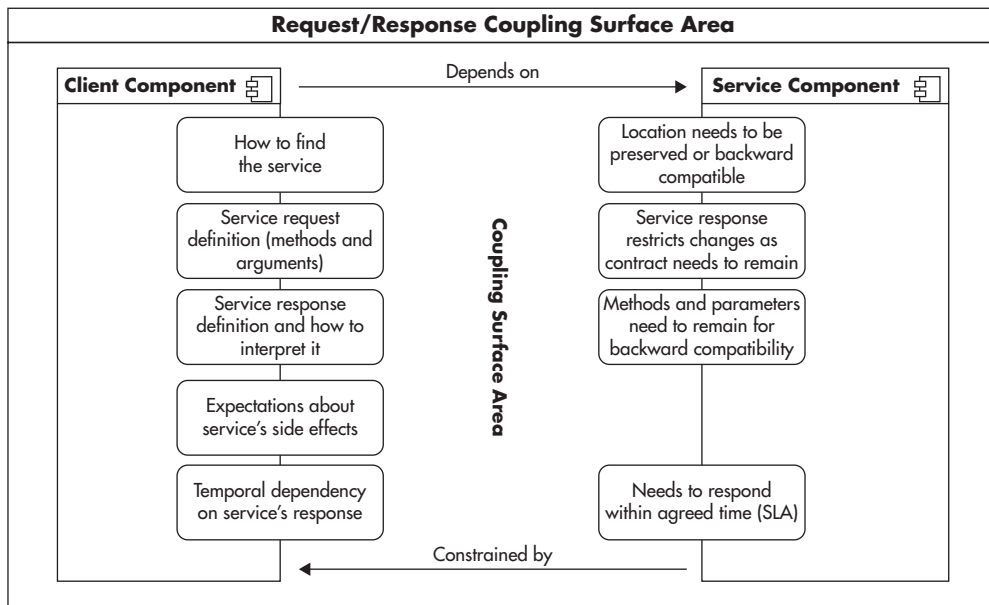 Request/Response Coupling Surface Area
Client Component
Depends on
Service Component
How to find
the service
Service request
definition (methods and
arguments)
Service response
definition and how to
interpret it
Expectations about
service's side effects
Temporal dependency
on service's response
Coupling Surface Area
Location needs to be
preserved or backward
compatible
Service response
restricts changes as
contract needs to remain
Methods and parameters
need to remain for
backward compatibility
Needs to respond
within agreed time (SLA)
Constrained by